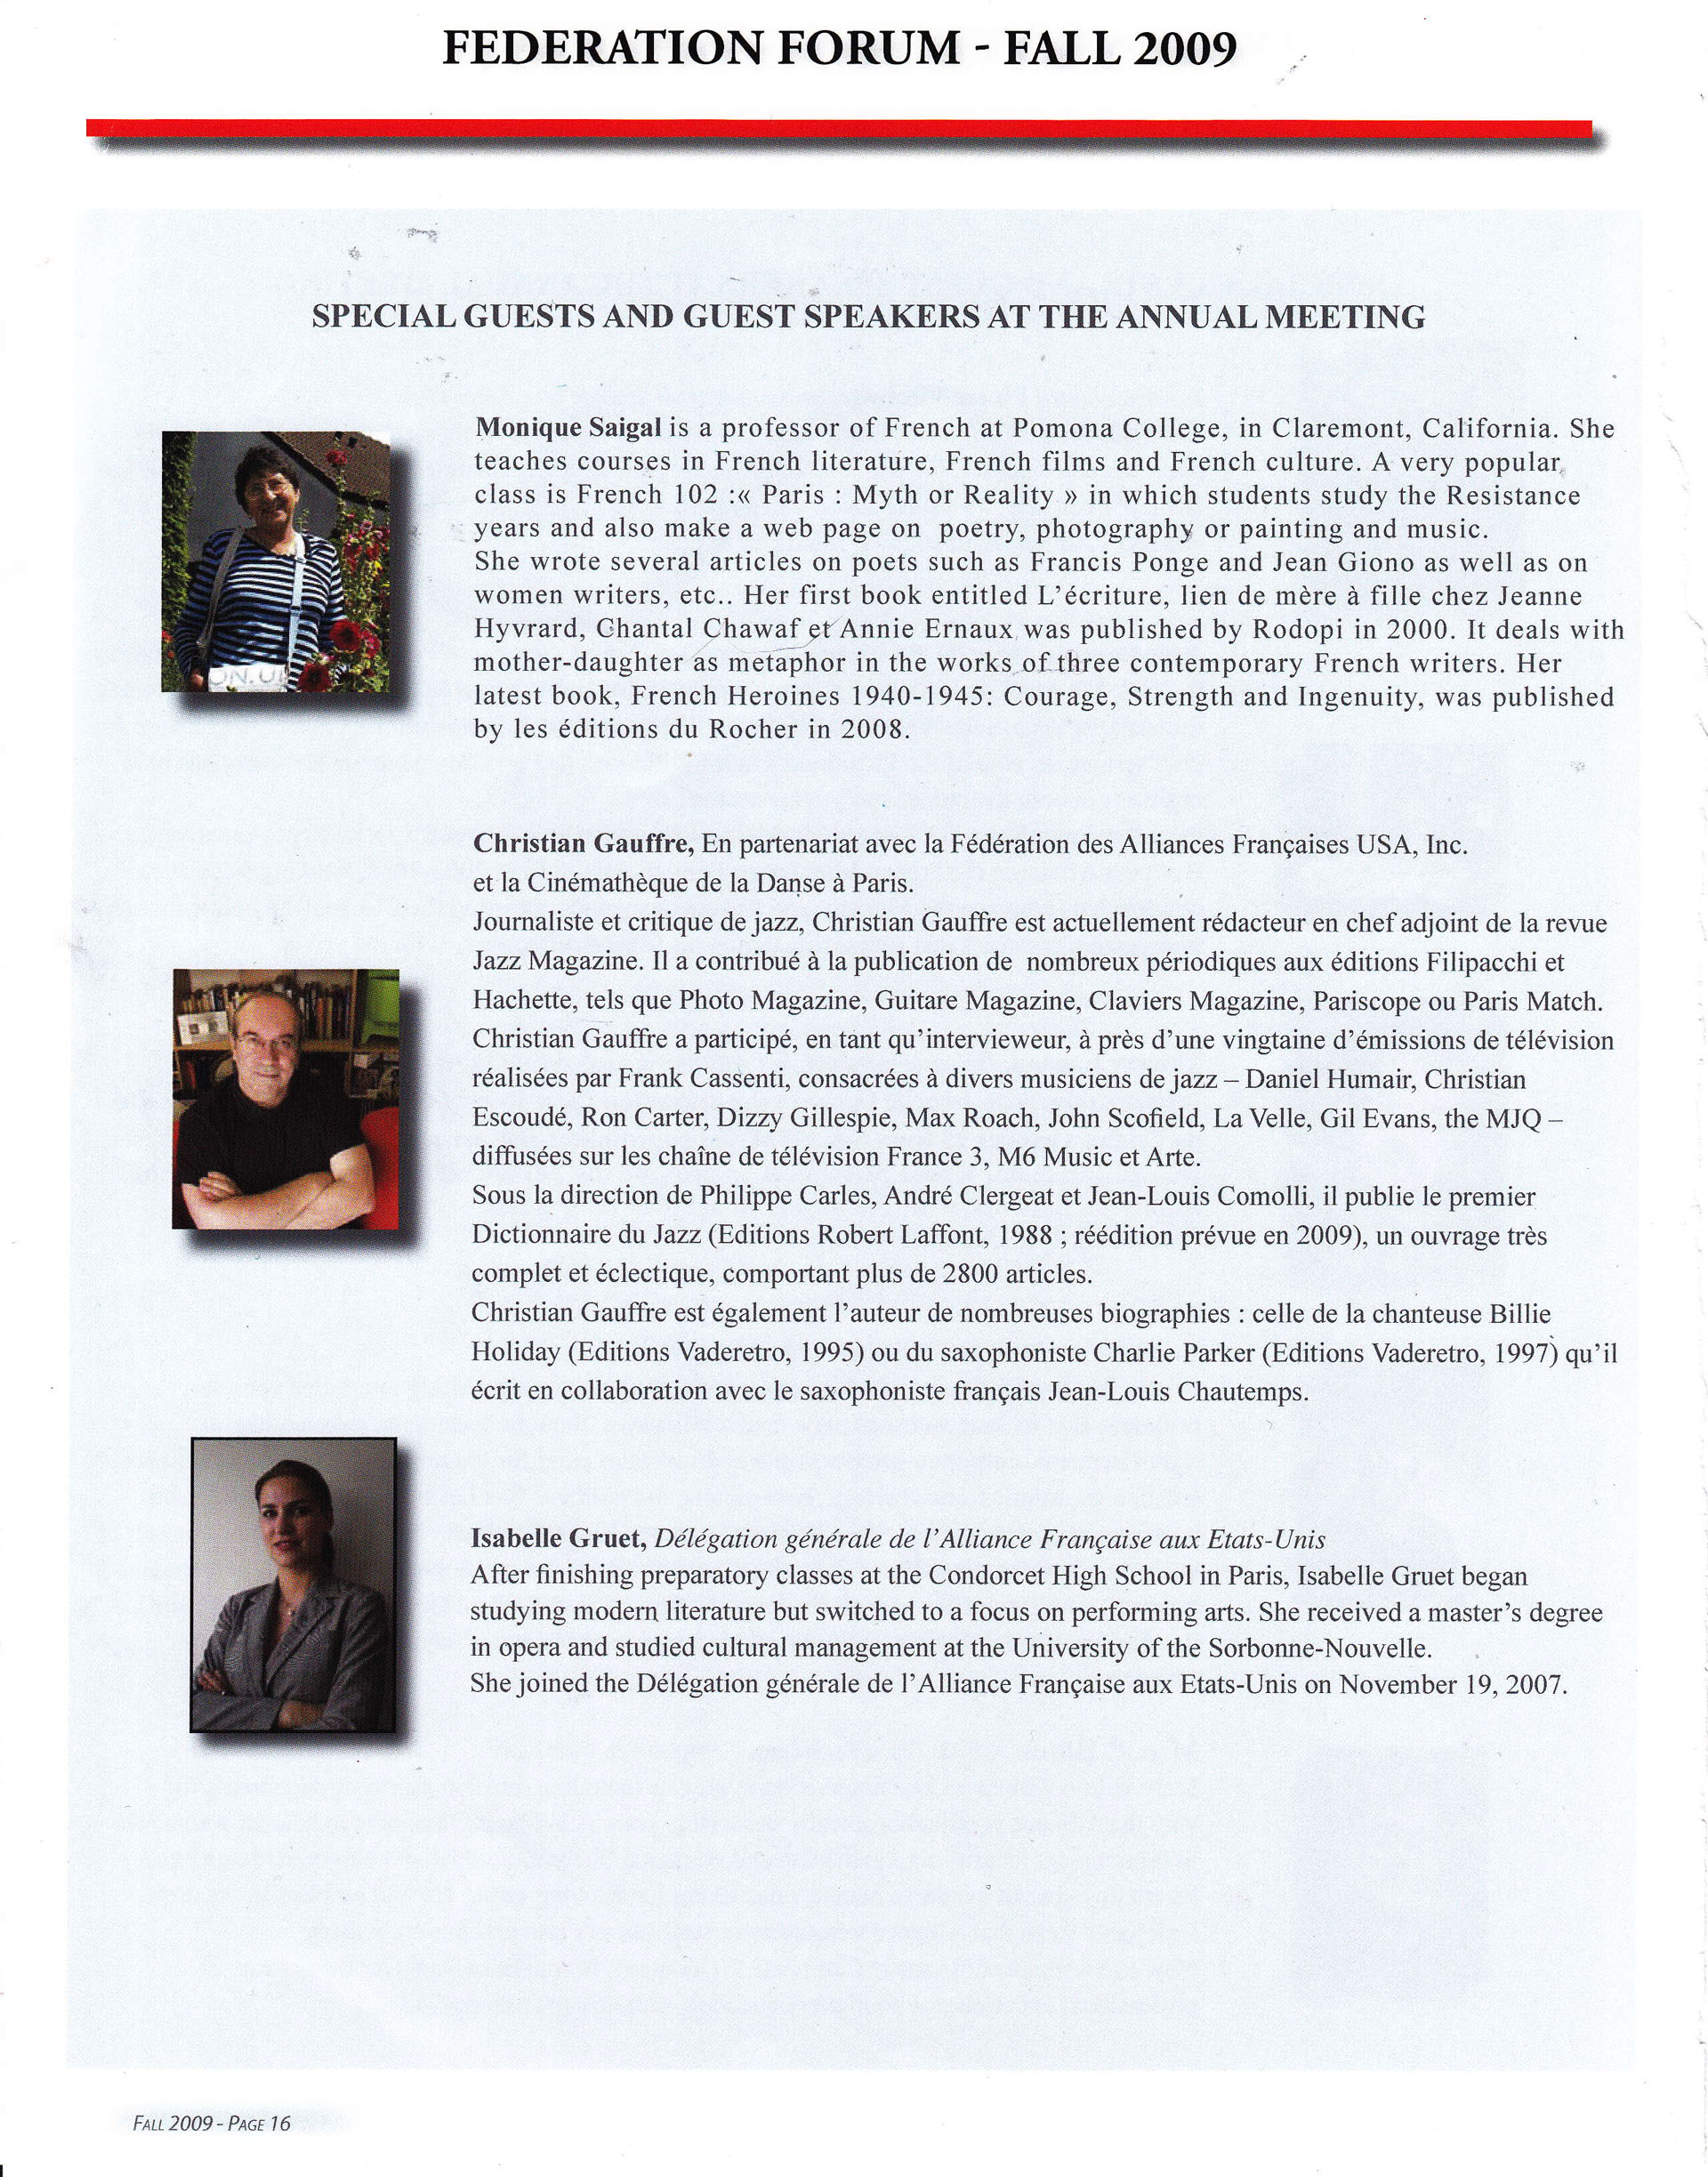 FEDERATION FORUM - FALL 2009
SPECIAL GUESTS AND GUEST SPEAKERS AT THE ANNUAL MEETING
Monique Saigal is a professor of French at Pomona College, in Claremont, California. She
teaches courses in French literature, French films and French culture. A very popular
class is French 102 :« Paris : Myth or Reality » in which students study the Resistance
years and also make a web page on poetry, photography or painting and music.
She wrote several articles on poets such as Francis Ponge and Jean Giono as well as on
women writers, etc.. Her first book entitled L'écriture, lien de mère à fille chez Jeanne
Hyvrard, Chantal Chawaf et Annie Ernaux was published by Rodopi in 2000. It deals with
mother-daughter as metaphor in the works of three contemporary French writers. Her
latest book, French Heroines 1940-1945: Courage, Strength and Ingenuity, was published
by les éditions du Rocher in 2008.
Christian Gauffre, En partenariat avec la Fédération des Alliances Françaises USA, Inc.
et la Cinémathèque de la Danse à Paris.
Journaliste et critique de jazz, Christian Gauffre est actuellement rédacteur en chef adjoint de la revue
Jazz Magazine. Il a contribué à la publication de nombreux périodiques aux éditions Filipacchi et
Hachette, tels que Photo Magazine, Guitare Magazine, Claviers Magazine, Pariscope ou Paris Match.
Christian Gauffre a participé, en tant qu'intervieweur, à près d'une vingtaine d'émissions de télévision
réalisées par Frank Cassenti, consacrées à divers musiciens de jazz – Daniel Humair, Christian
Escoudé, Ron Carter, Dizzy Gillespie, Max Roach, John Scofield, La Velle, Gil Evans, the MJQ –
diffusées sur les chaîne de télévision France 3, M6 Music et Arte.
Sous la direction de Philippe Carles, André Clergeat et Jean-Louis Comolli, il publie le premier
Dictionnaire du Jazz (Editions Robert Laffont, 1988 ; réédition prévue en 2009), un ouvrage très
complet et éclectique, comportant plus de 2800 articles.
Christian Gauffre est également l'auteur de nombreuses biographies : celle de la chanteuse Billie
Holiday (Editions Vaderetro, 1995) ou du saxophoniste Charlie Parker (Editions Vaderetro, 1997) qu'il
écrit en collaboration avec le saxophoniste français Jean-Louis Chautemps.
Isabelle Gruet, Délégation générale de l'Alliance Française aux Etats-Unis
After finishing preparatory classes at the Condorcet High School in Paris, Isabelle Gruet began
studying modern literature but switched to a focus on performing arts. She received a master's degree
in opera and studied cultural management at the University of the Sorbonne-Nouvelle.
She joined the Délégation générale de l'Alliance Française aux Etats-Unis on November 19, 2007.
FALL 2009 - PAGE 16